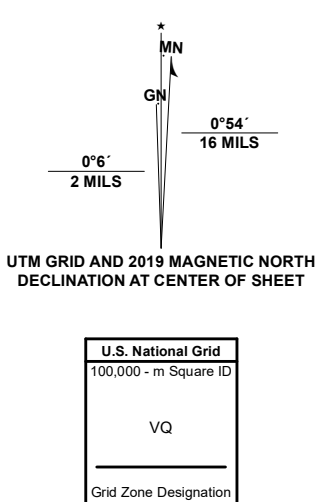 ★
MN
GN
0°54´
16 MILS
0°6´
2 MILS
UTM GRID AND 2019 MAGNETIC NORTH
DECLINATION AT CENTER OF SHEET
U.S. National Grid
100,000 - m Square ID
VQ
Grid Zone Designation